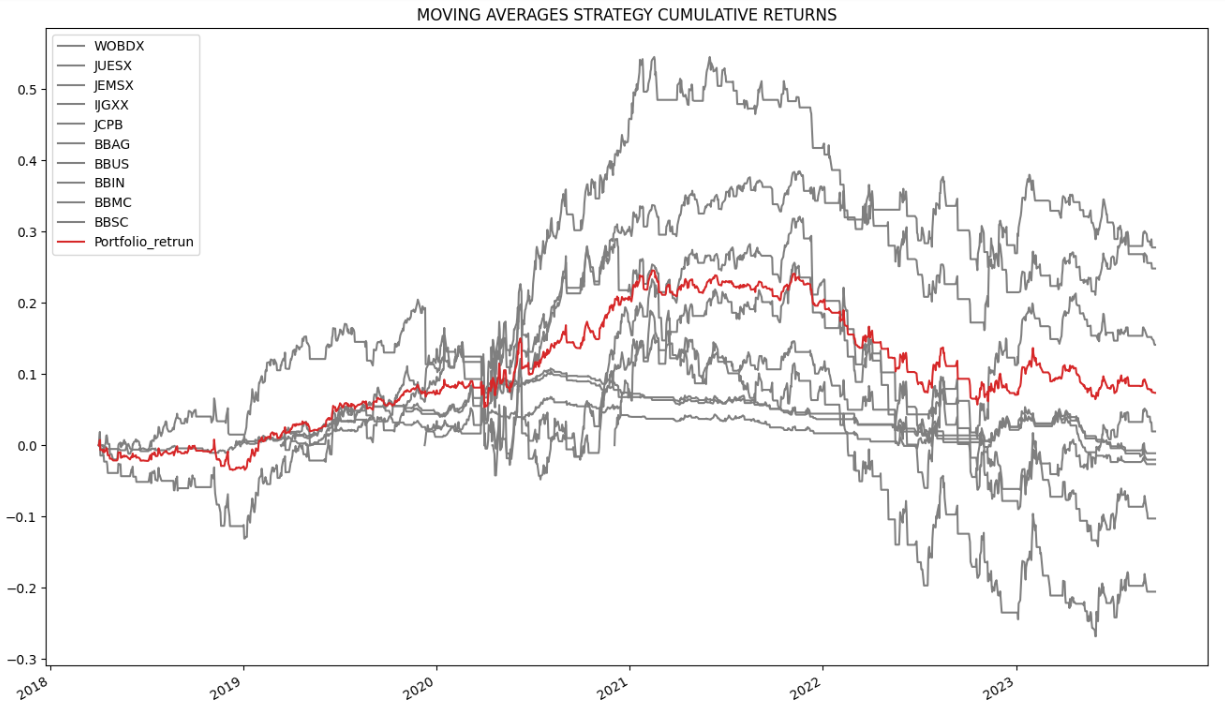 MOVING AVERAGES STRATEGY CUMULATIVE RETURNS
WOBDX
JUESX
JEMSX
IJGXX
JCPB
BBAG
BBUS
BBIN
BBMC
BBSC
Portfolio_retrun
0.5
0.4
0.3
0.2
0.1
0.0
−0.1
−0.2
−0.3
2018
2019
2020
2021
2022
2023